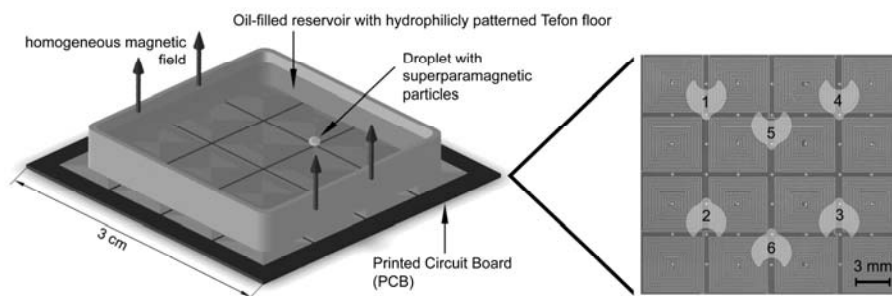 Oil-filled reservoir with hydrophilicly patterned Tefon floor
homogeneous magnetic
field
Droplet with
superparamagnetic
particles
3 cm
Printed Circuit Board
(PCB)
1
4
5
2
3
6
3 mm